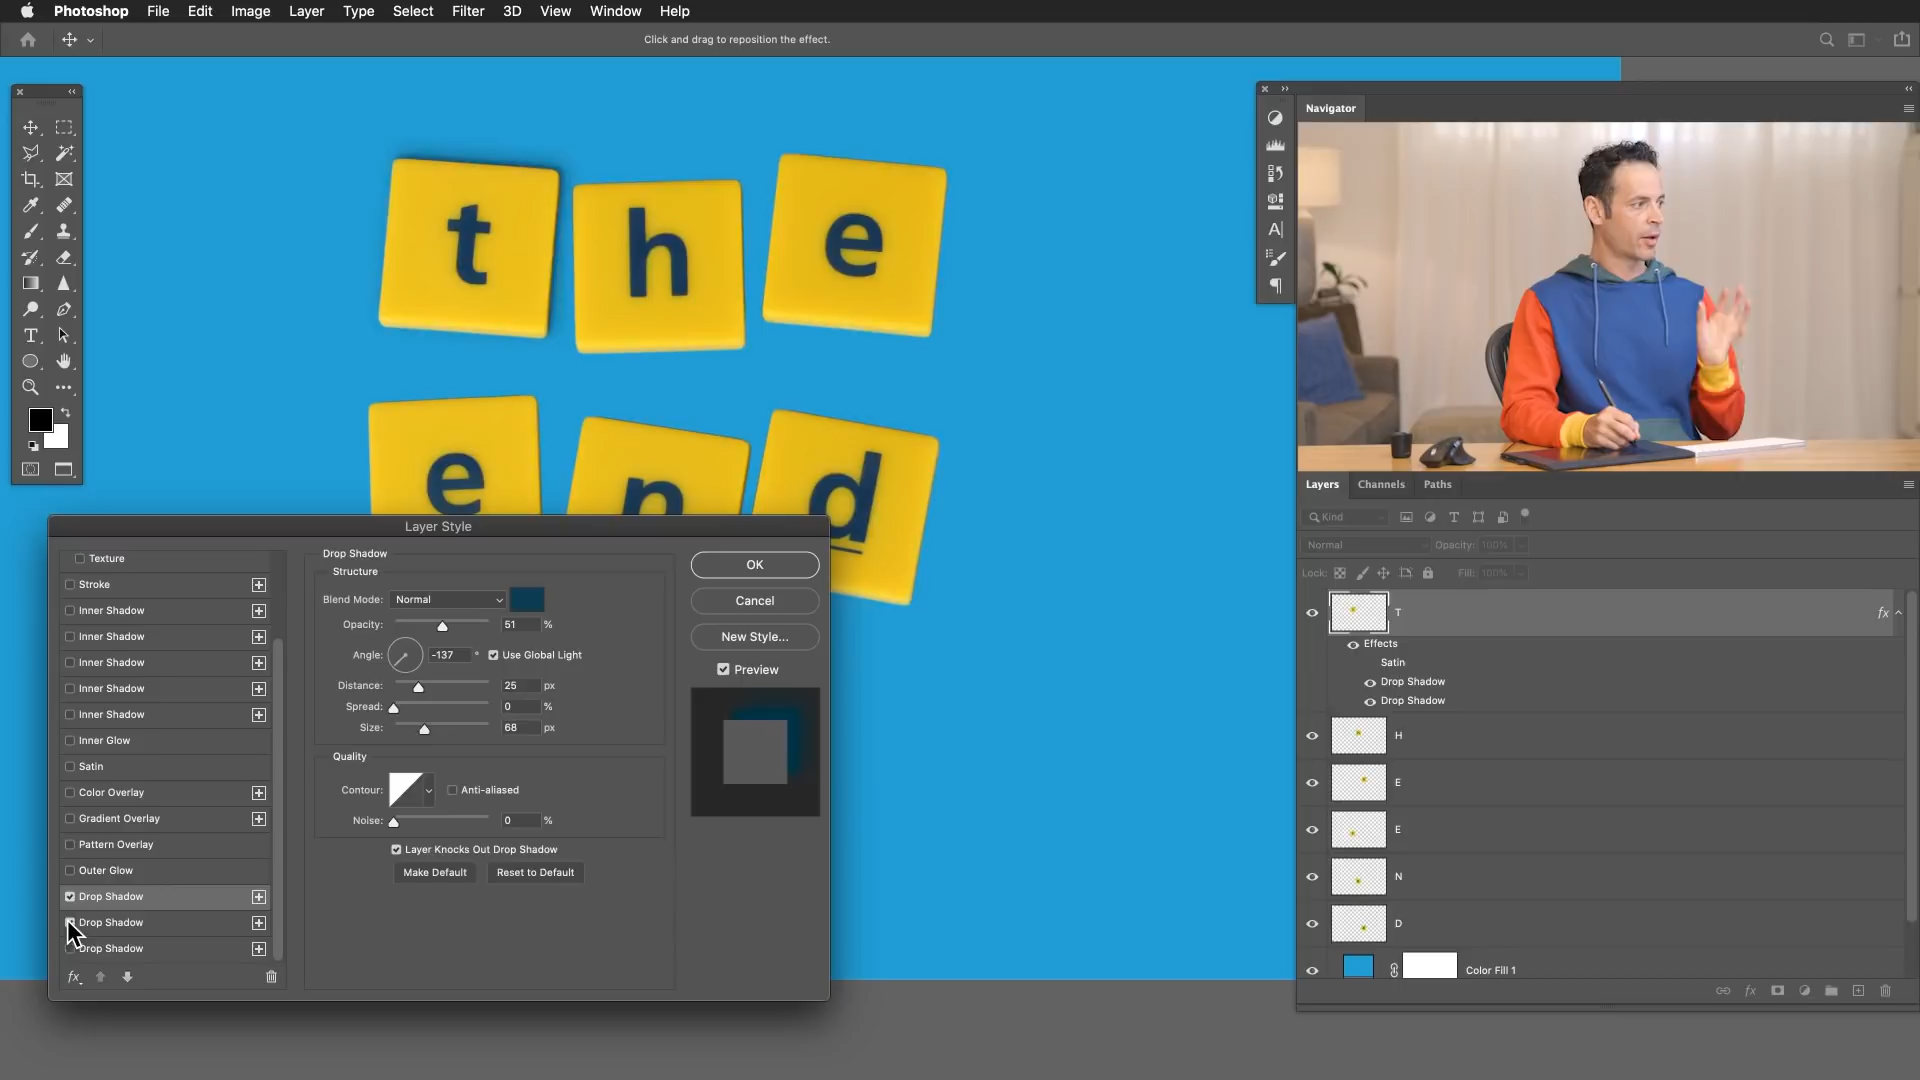 Photoshop File Edit Image Layer Type Select Filter 3D View Window Help
Click and drag to reposition the effect.
Navigator
the
end
Layer Style
Texture
Stroke
Inner Shadow
Inner Shadow
Inner Shadow
Inner Shadow
Inner Shadow
Inner Glow
Satin
Color Overlay
Gradient Overlay
Pattern Overlay
Outer Glow
Drop Shadow
Drop Shadow
Drop Shadow
fx
Drop Shadow
Structure
Blend Mode: Normal
Opacity: 51 %
Angle: -137 ° Use Global Light
Distance: 25 px
Spread: 0 %
Size: 68 px
Quality
Contour: Anti-aliased
Noise: 0 %
Layer Knocks Out Drop Shadow
Make Default Reset to Default
OK
Cancel
New Style...
Preview
Layers Channels Paths
Kind
Normal Opacity: 100%
Lock: Fill: 100%
T fx
Effects
Satin
Drop Shadow
Drop Shadow
H
E
E
N
D
Color Fill 1
fx